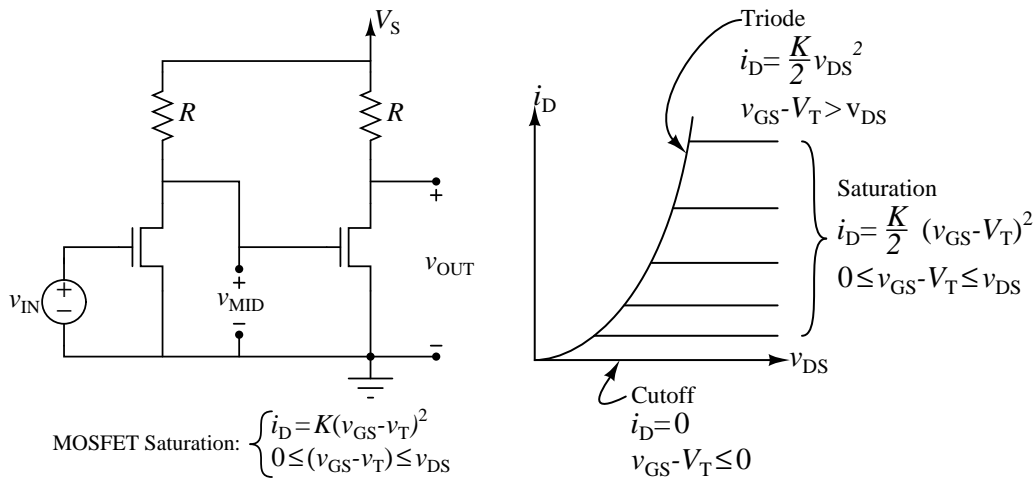 V_S
R
R
+
−
v_IN
+
v_MID
−
+
v_OUT
−
MOSFET Saturation:
i_D = K(v_GS-v_T)^2
0 ≤ (v_GS-v_T) ≤ v_DS
Triode
i_D = K/2 v_DS^2
v_GS-V_T > v_DS
i_D
Saturation
i_D = K/2 (v_GS-V_T)^2
0 ≤ v_GS-V_T ≤ v_DS
v_DS
Cutoff
i_D = 0
v_GS-V_T ≤ 0